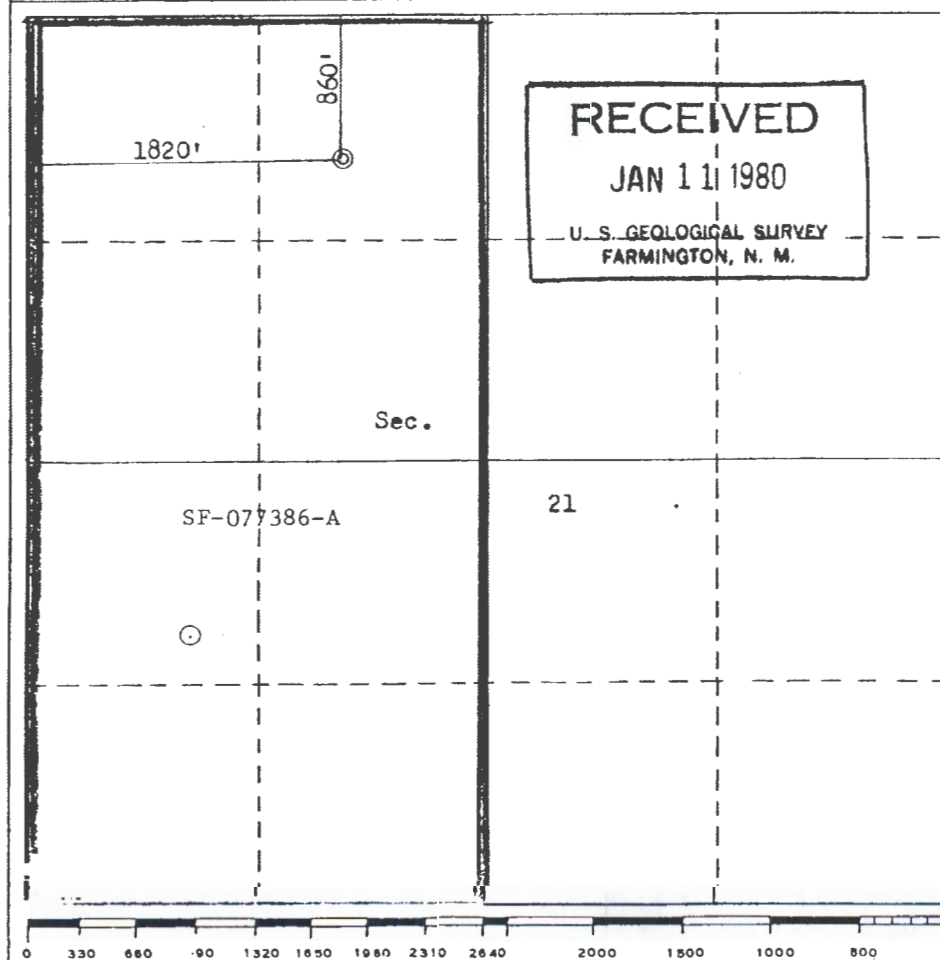 860'
1820'
RECEIVED
JAN 11 1980
U. S. GEOLOGICAL SURVEY
FARMINGTON, N. M.
Sec.
21
SF-077386-A
0 330 660 ·90 1320 1650 1980 2310 2640 2000 1500 1000 500